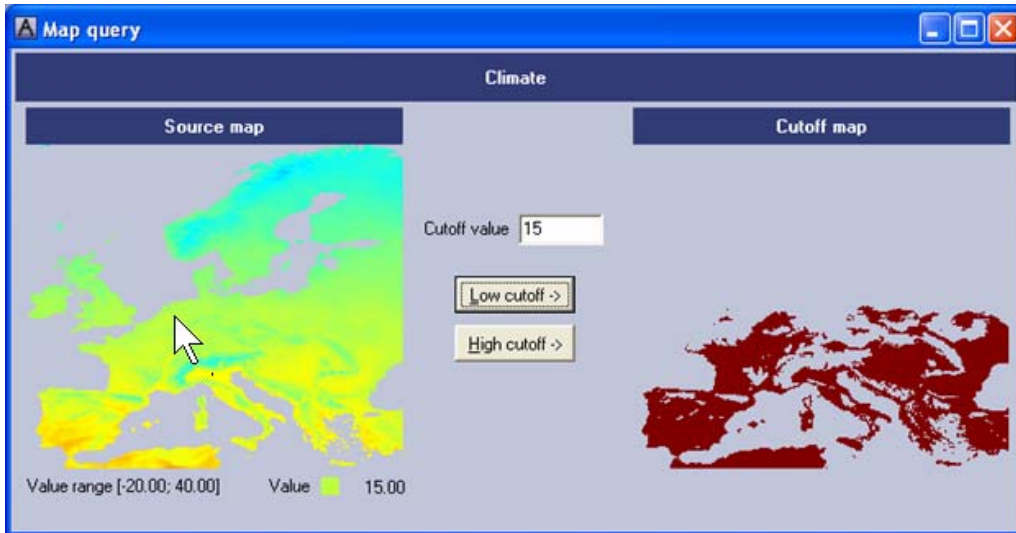 Map query
Climate
Source map
Cutoff map
Cutoff value 15
Low cutoff ->
High cutoff ->
Value range [-20.00; 40.00] Value 15.00